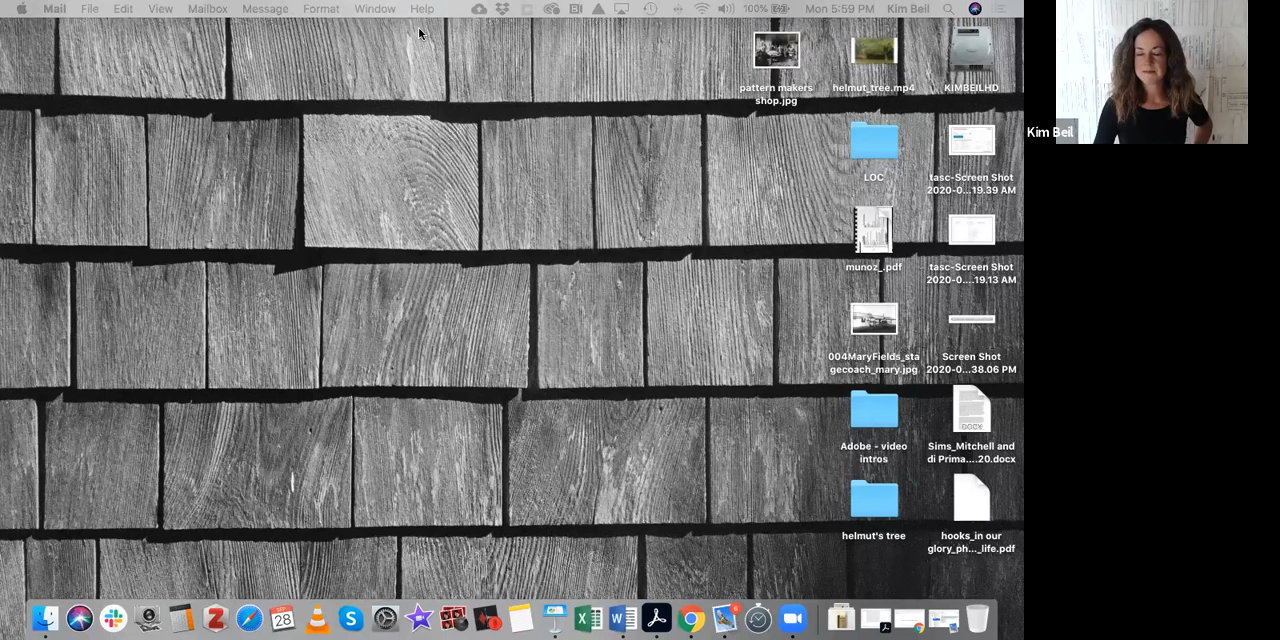 Mail File Edit View Mailbox Message Format Window Help 100% Mon 5:59 PM Kim Beil
pattern makers
shop.jpg
helmut_tree.mp4
KIMBEILHD
Kim Beil
LOC
tasc-Screen Shot
2020-0...19.39 AM
munoz_.pdf
tasc-Screen Shot
2020-0...19.13 AM
004MaryFields_sta
gecoach_mary.jpg
Screen Shot
2020-0...38.06 PM
Adobe - video
intros
DOCX
Sims_Mitchell and
di Prima....20.docx
helmut's tree
hooks_in our
glory_ph..._life.pdf
SEP
28